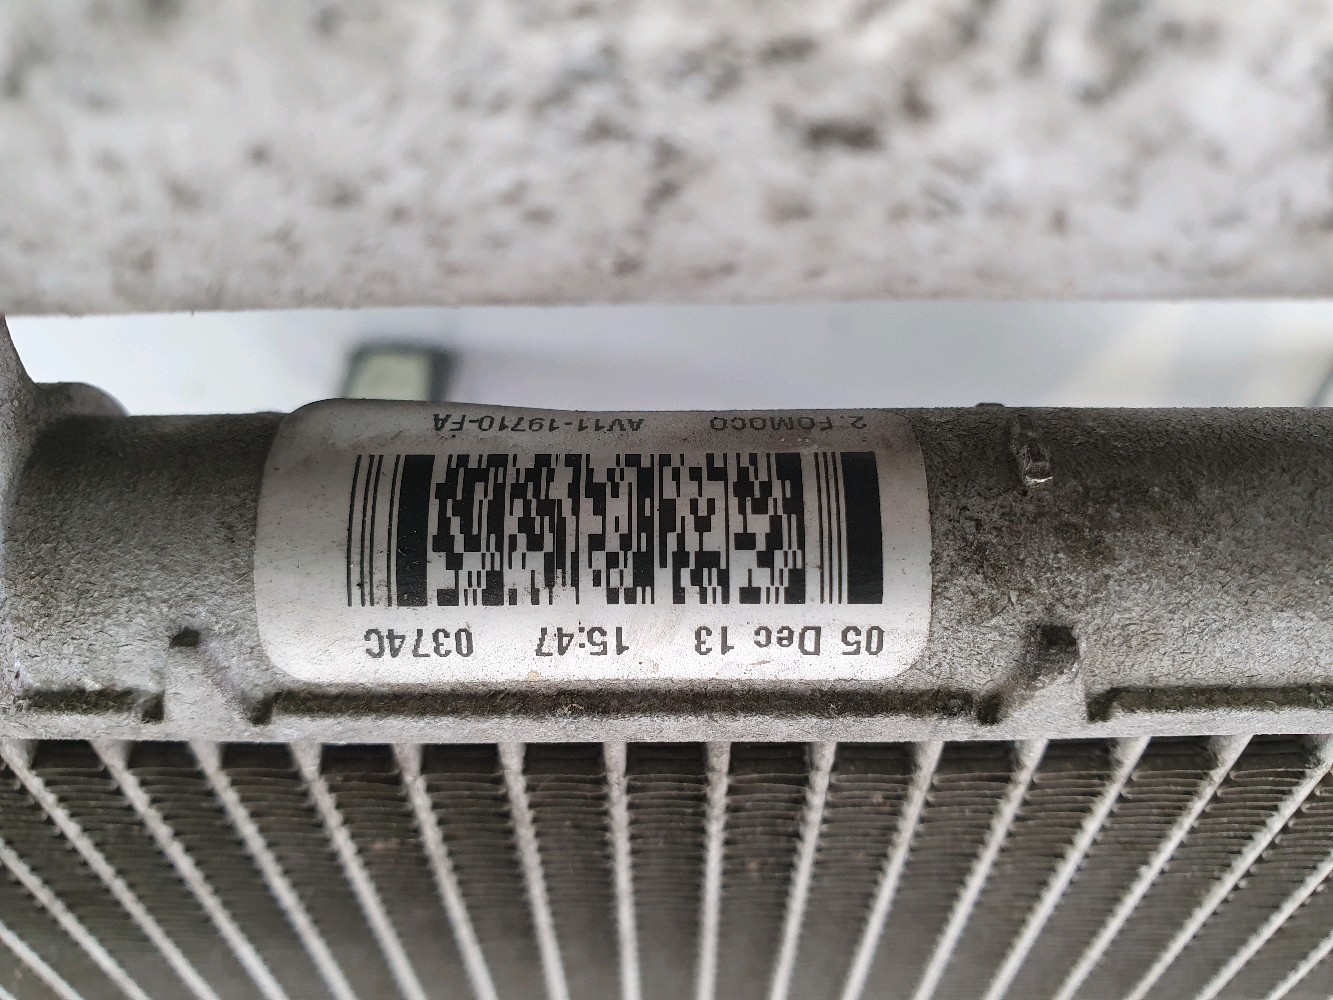 05 Dec 13 15:47 0374C
2. FOMOCO AV11-19710-FA